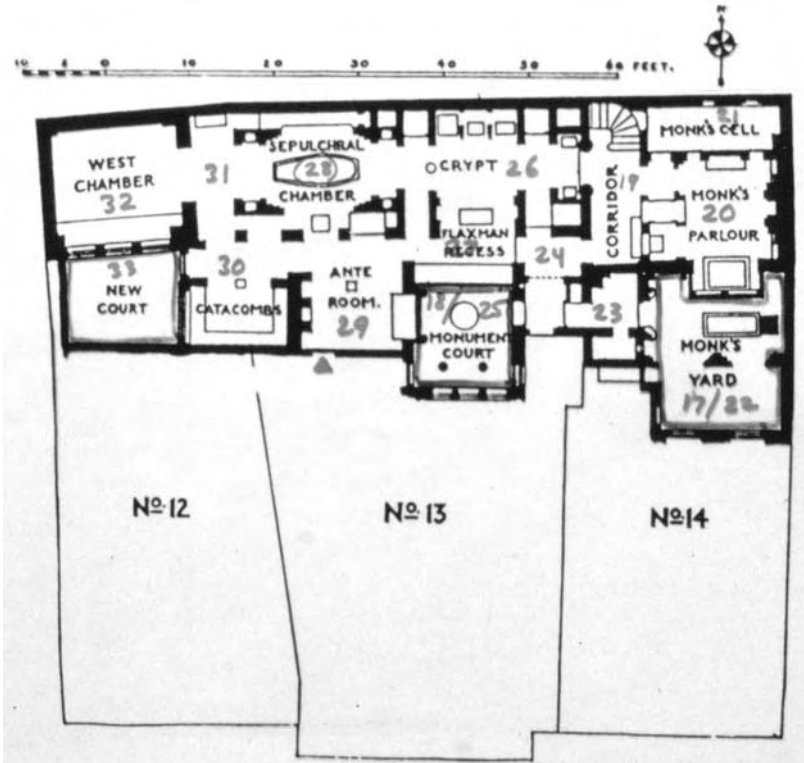 N
10 5 0 10 20 30 40 50 60 FEET.
WEST
CHAMBER
32
31
SEPULCHRAL
28
CHAMBER
CRYPT 26
CORRIDOR
19
21
MONK'S CELL
MONK'S
20
PARLOUR
33
NEW
COURT
30
CATACOMBS
ANTE
ROOM.
29
27
FLAXMAN
RECESS
24
18/25
MONUMENT
COURT
23
MONK'S
YARD
17/22
No. 12
No. 13
No. 14